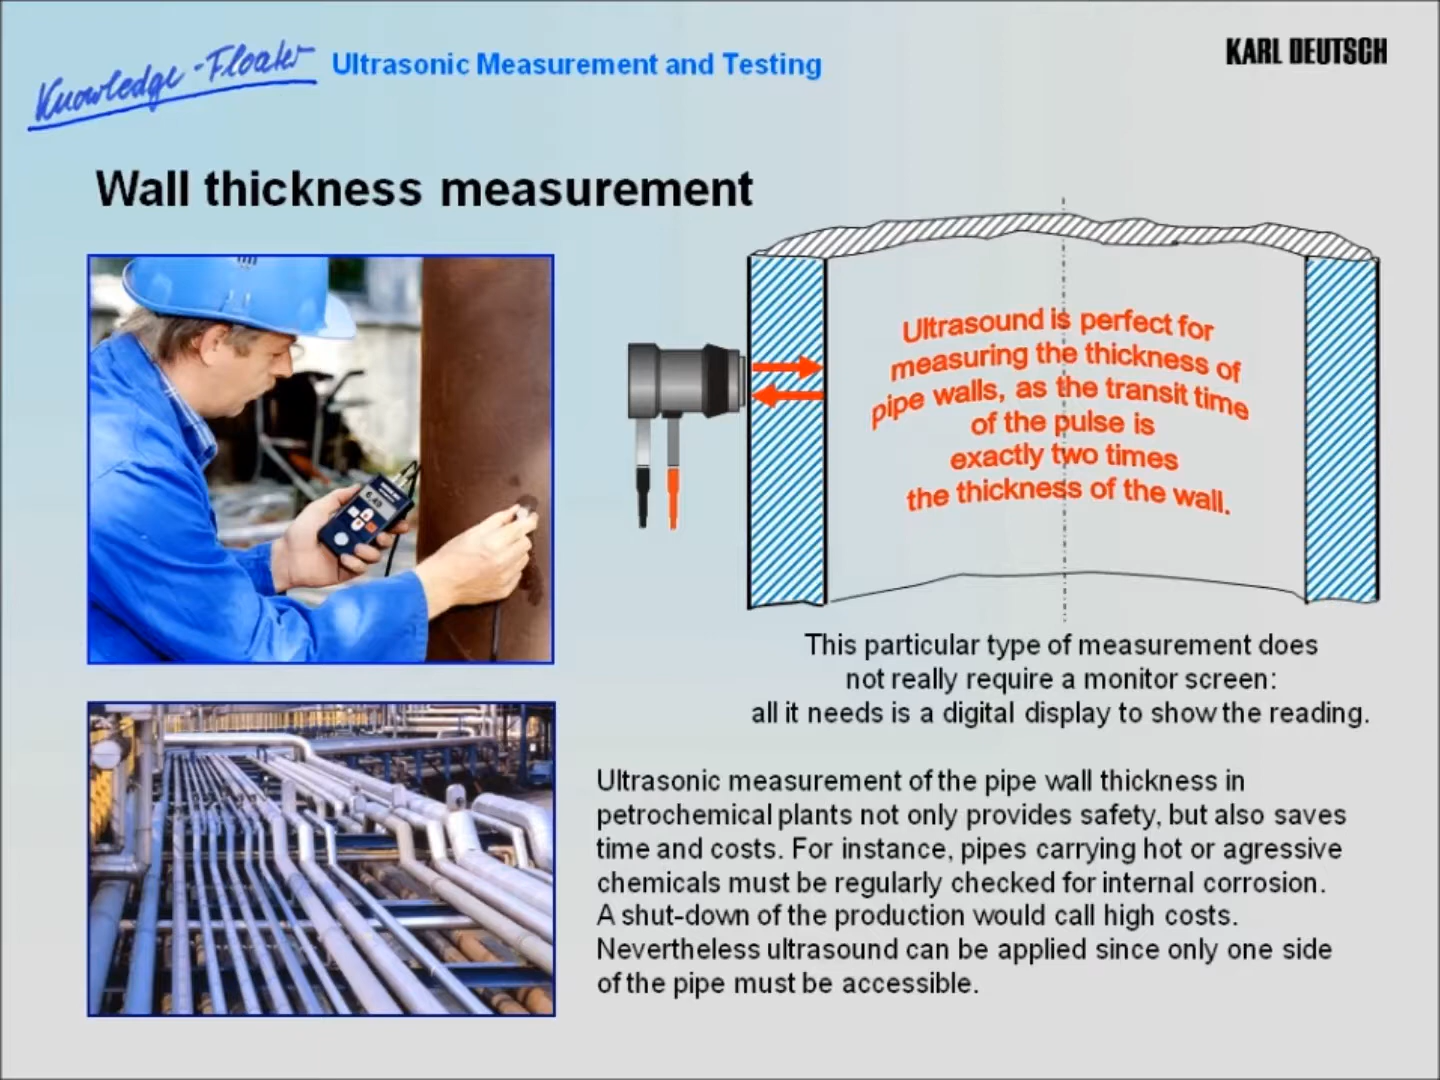 Knowledge-Floater
Ultrasonic Measurement and Testing
KARL DEUTSCH
Wall thickness measurement
Ultrasound is perfect for
measuring the thickness of
pipe walls, as the transit time
of the pulse is
exactly two times
the thickness of the wall.
This particular type of measurement does
not really require a monitor screen:
all it needs is a digital display to show the reading.
Ultrasonic measurement of the pipe wall thickness in
petrochemical plants not only provides safety, but also saves
time and costs. For instance, pipes carrying hot or agressive
chemicals must be regularly checked for internal corrosion.
A shut-down of the production would call high costs.
Nevertheless ultrasound can be applied since only one side
of the pipe must be accessible.